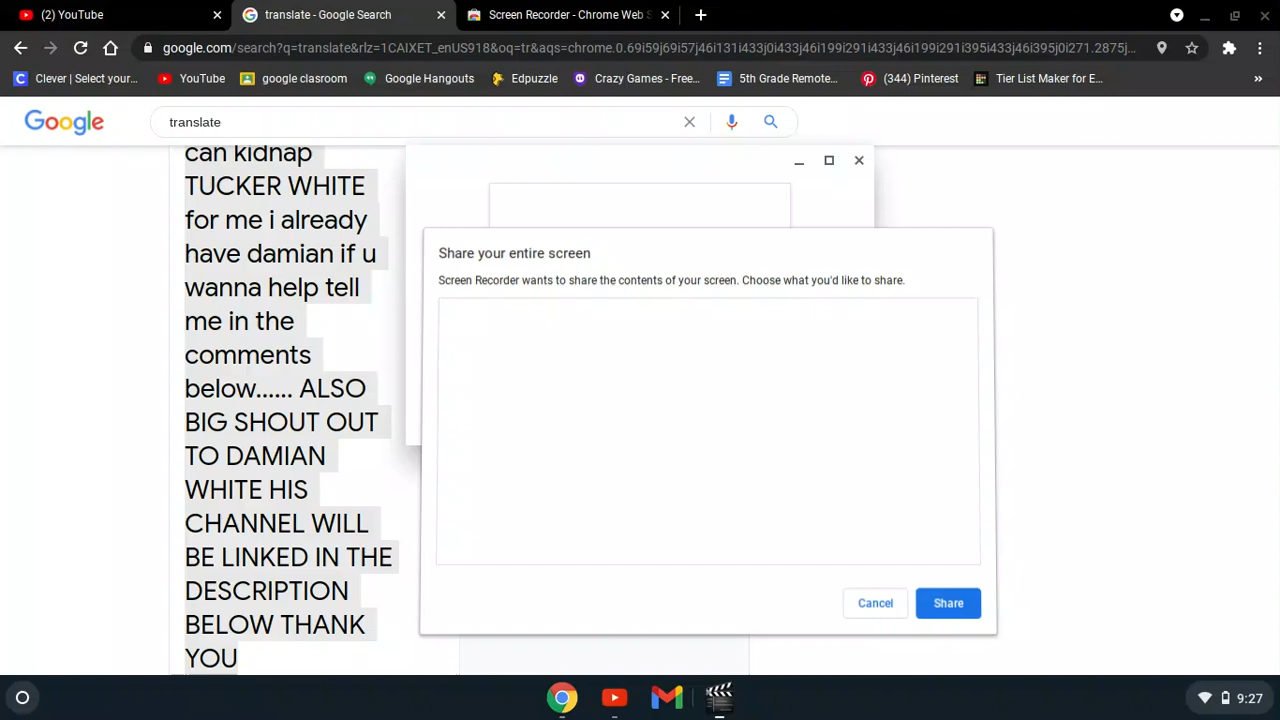 (2) YouTube
translate - Google Search
Screen Recorder - Chrome Web S
google.com/search?q=translate&rlz=1CAIXET_enUS918&oq=tr&aqs=chrome.0.69i59j69i57j46i131i433j0i433j46i199i291i433j46i199i291i395i433j46i395j0i271.2875j...
Clever | Select your...
YouTube
google clasroom
Google Hangouts
Edpuzzle
Crazy Games - Free...
5th Grade Remote...
(344) Pinterest
Tier List Maker for E...
Google
translate
can kidnap
TUCKER WHITE
for me i already
have damian if u
wanna help tell
me in the
comments
below...... ALSO
BIG SHOUT OUT
TO DAMIAN
WHITE HIS
CHANNEL WILL
BE LINKED IN THE
DESCRIPTION
BELOW THANK
YOU
Share your entire screen
Screen Recorder wants to share the contents of your screen. Choose what you'd like to share.
Cancel
Share
9:27